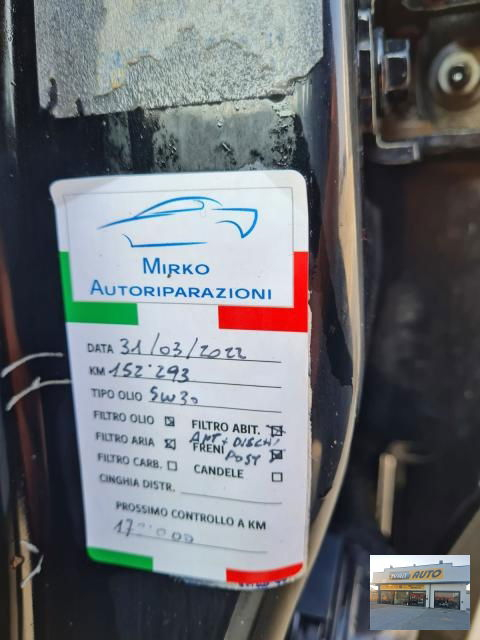 MIRKO
AUTORIPARAZIONI
DATA 31/03/2022
KM 152'293
TIPO OLIO 5W30
FILTRO OLIO FILTRO ABIT.
ANT + DISCHI
FILTRO ARIA FRENI POST
FILTRO CARB. CANDELE
CINGHIA DISTR.
PROSSIMO CONTROLLO A KM
AUTO